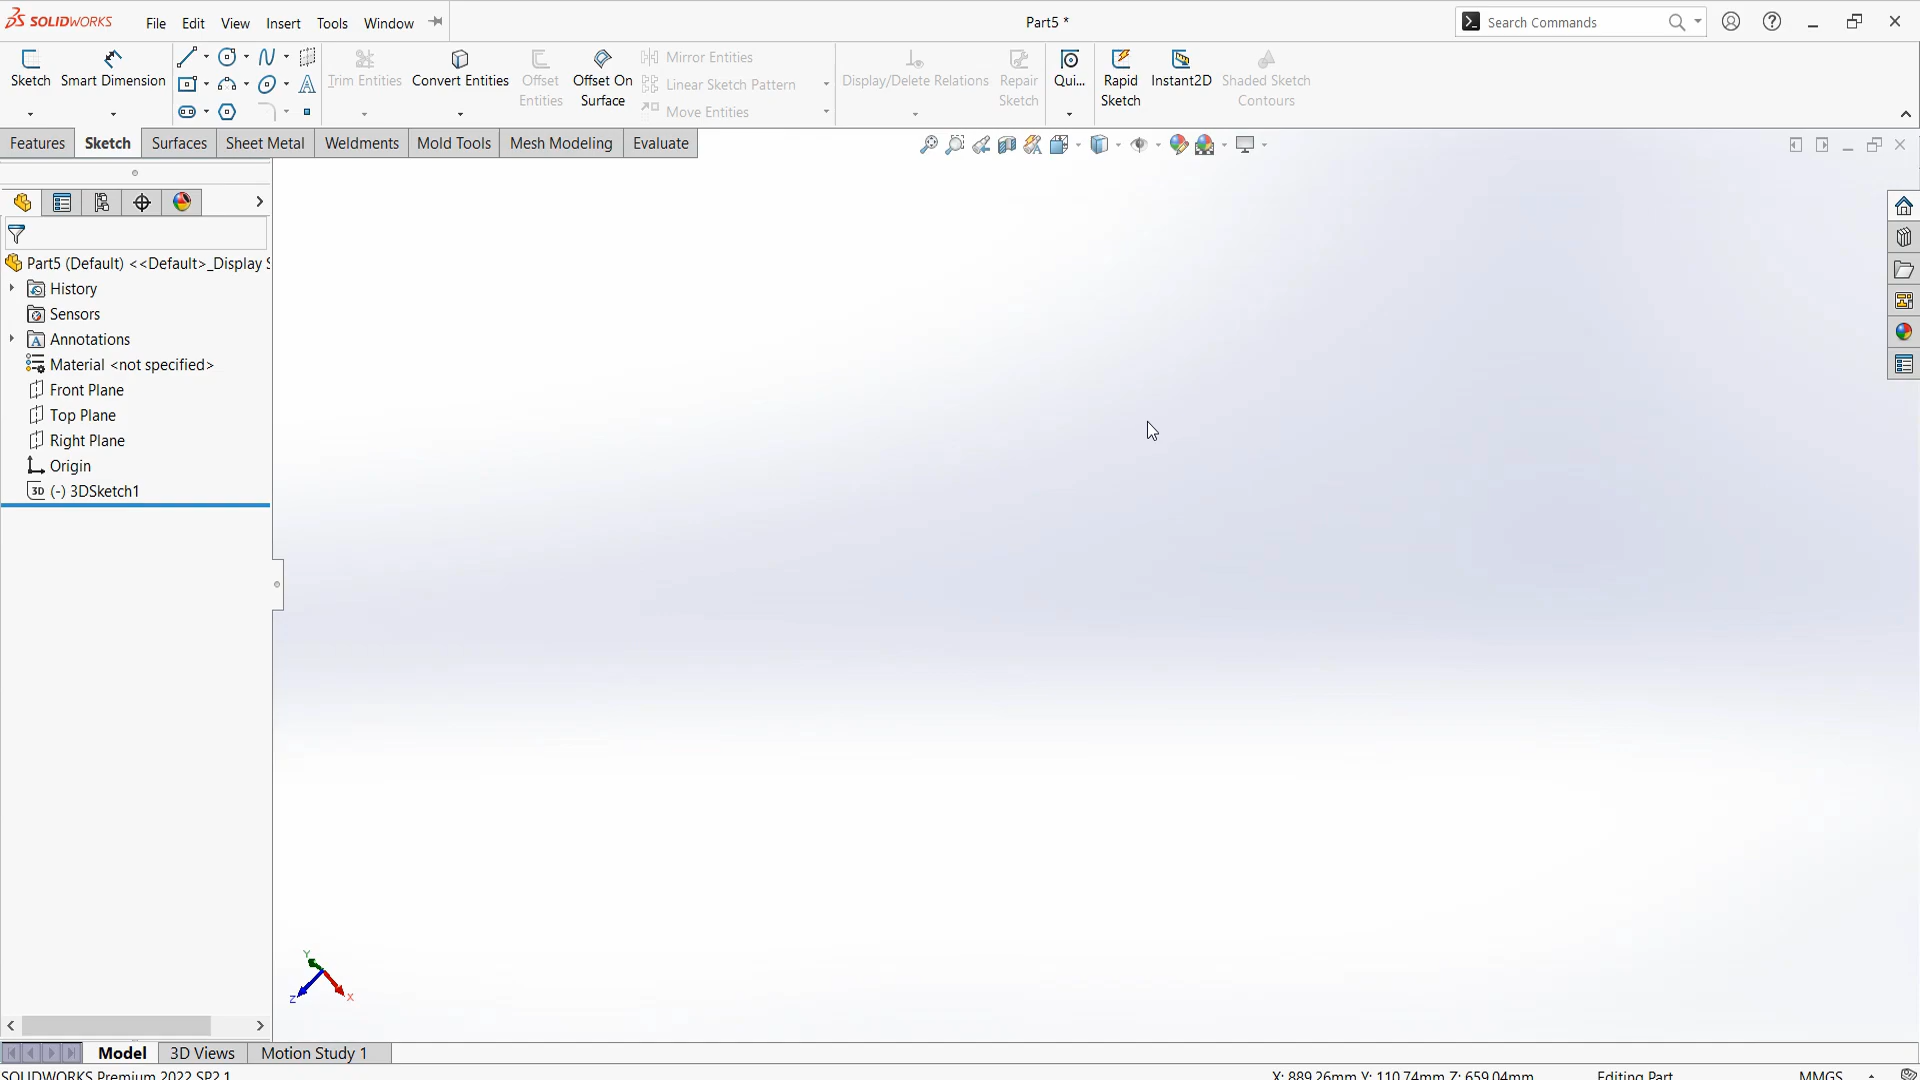 SOLIDWORKS File Edit View Insert Tools Window Part5 * Search Commands
Sketch Smart Dimension Trim Entities Convert Entities Offset Entities Offset On Surface Mirror Entities Linear Sketch Pattern Move Entities Display/Delete Relations Repair Sketch Qui... Rapid Sketch Instant2D Shaded Sketch Contours
Features Sketch Surfaces Sheet Metal Weldments Mold Tools Mesh Modeling Evaluate
Part5 (Default) <<Default>_Display S
History
Sensors
Annotations
Material <not specified>
Front Plane
Top Plane
Right Plane
Origin
3D (-) 3DSketch1
Y
Z X
Model 3D Views Motion Study 1
SOLIDWORKS Premium 2022 SP2.1 X: 889.26mm Y: 110.74mm Z: 659.04mm Editing Part MMGS